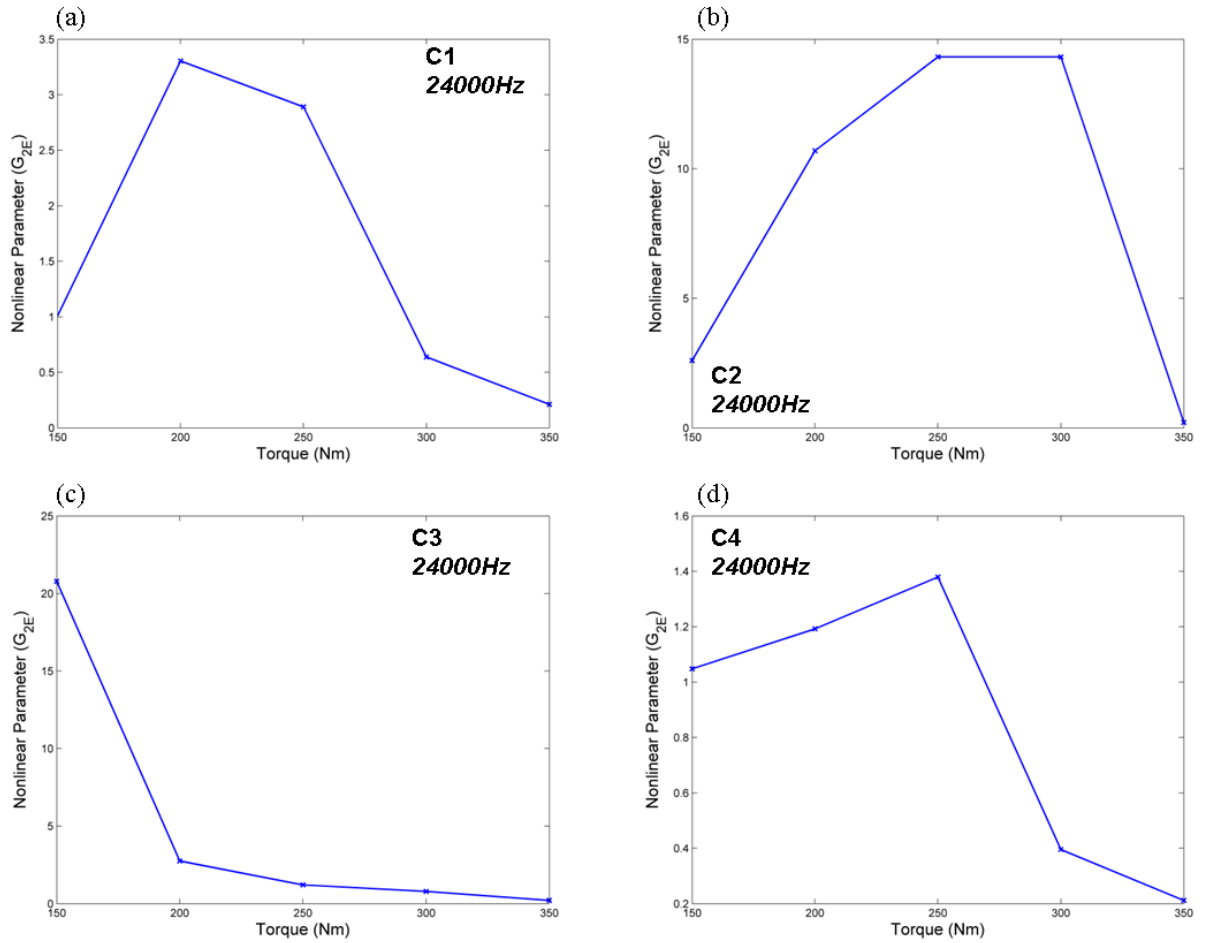 (a)
3.5
3
2.5
2
1.5
1
0.5
0
150
200
250
300
350
Nonlinear Parameter (G2E)
Torque (Nm)
C1
24000Hz
(b)
15
10
5
0
150
200
250
300
350
Nonlinear Parameter (G2E)
Torque (Nm)
C2
24000Hz
(c)
25
20
15
10
5
0
150
200
250
300
350
Nonlinear Parameter (G2E)
Torque (Nm)
C3
24000Hz
(d)
1.6
1.4
1.2
1
0.8
0.6
0.4
0.2
150
200
250
300
350
Nonlinear Parameter (G2E)
Torque (Nm)
C4
24000Hz